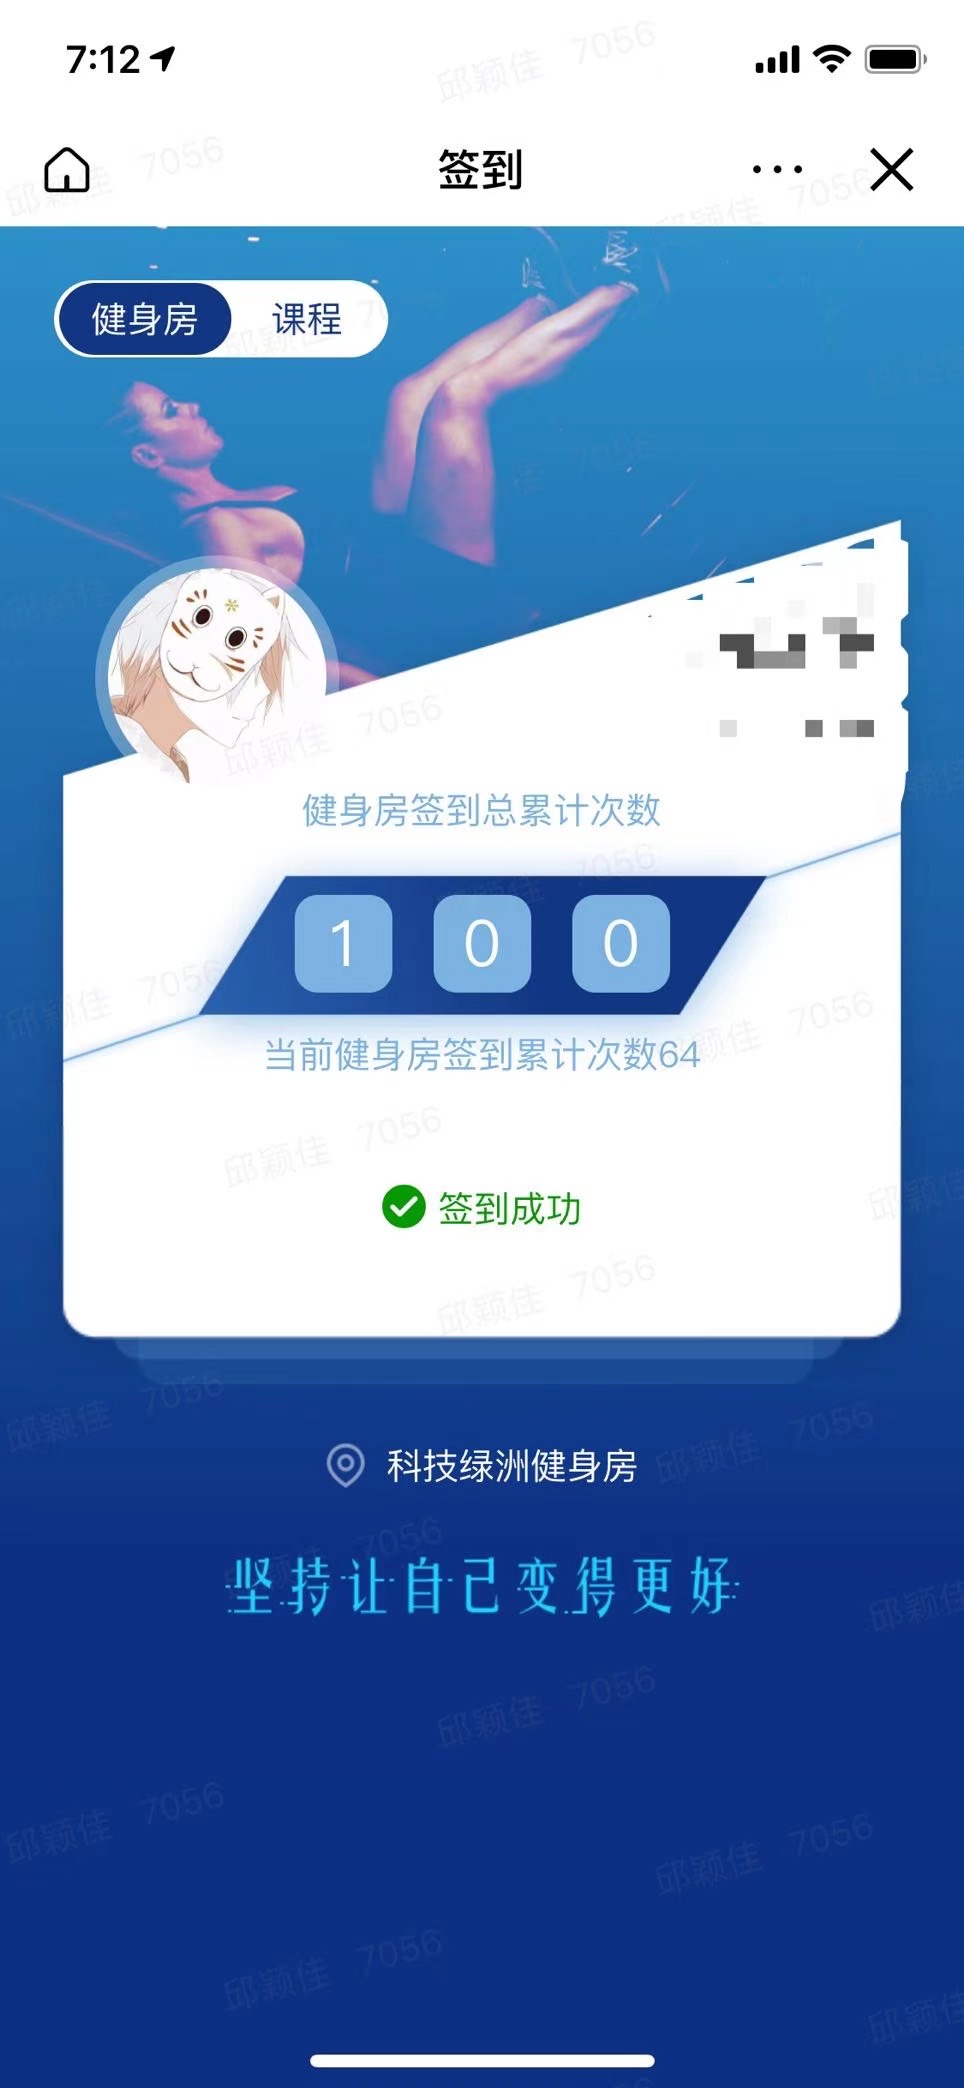 7:12
签到
健身房 课程
健身房签到总累计次数
1 0 0
当前健身房签到累计次数64
签到成功
科技绿洲健身房
坚持让自己变得更好
邱颖佳 7056